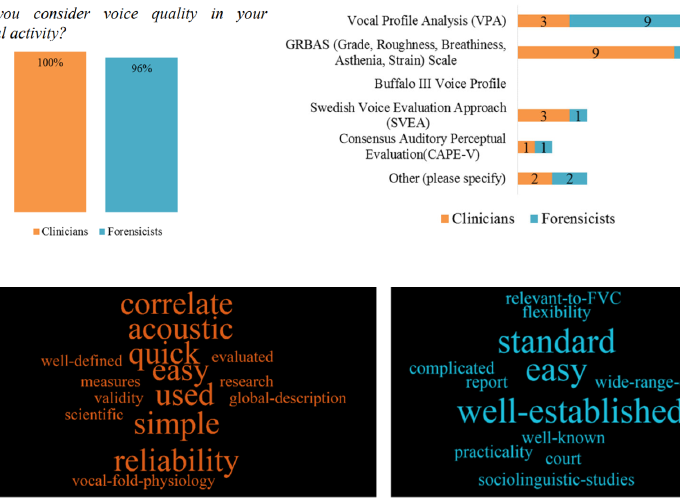 you consider voice quality in your
activity?
100%
96%
Clinicians Forensicists
Vocal Profile Analysis (VPA) 3 9
GRBAS (Grade, Roughness, Breathiness,
Asthenia, Strain) Scale 9
Buffalo III Voice Profile
Swedish Voice Evaluation Approach
(SVEA) 3 1
Consensus Auditory Perceptual
Evaluation(CAPE-V) 1 1
Other (please specify) 2 2
Clinicians Forensicists
correlate
acoustic
well-defined quick evaluated
easy
measures research
validity used global-description
scientific
simple
reliability
vocal-fold-physiology
relevant-to-FVC
flexibility
standard
complicated easy
report wide-range-
well-established
well-known
practicality court
sociolinguistic-studies